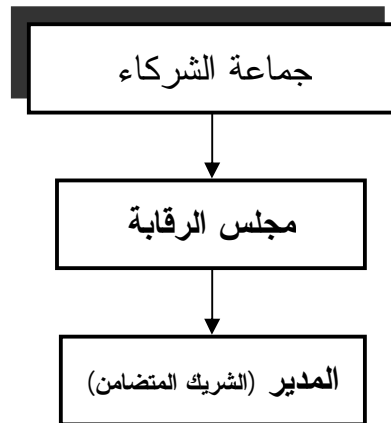 جماعة الشركاء
مجلس الرقابة
المدير (الشريك المتضامن)